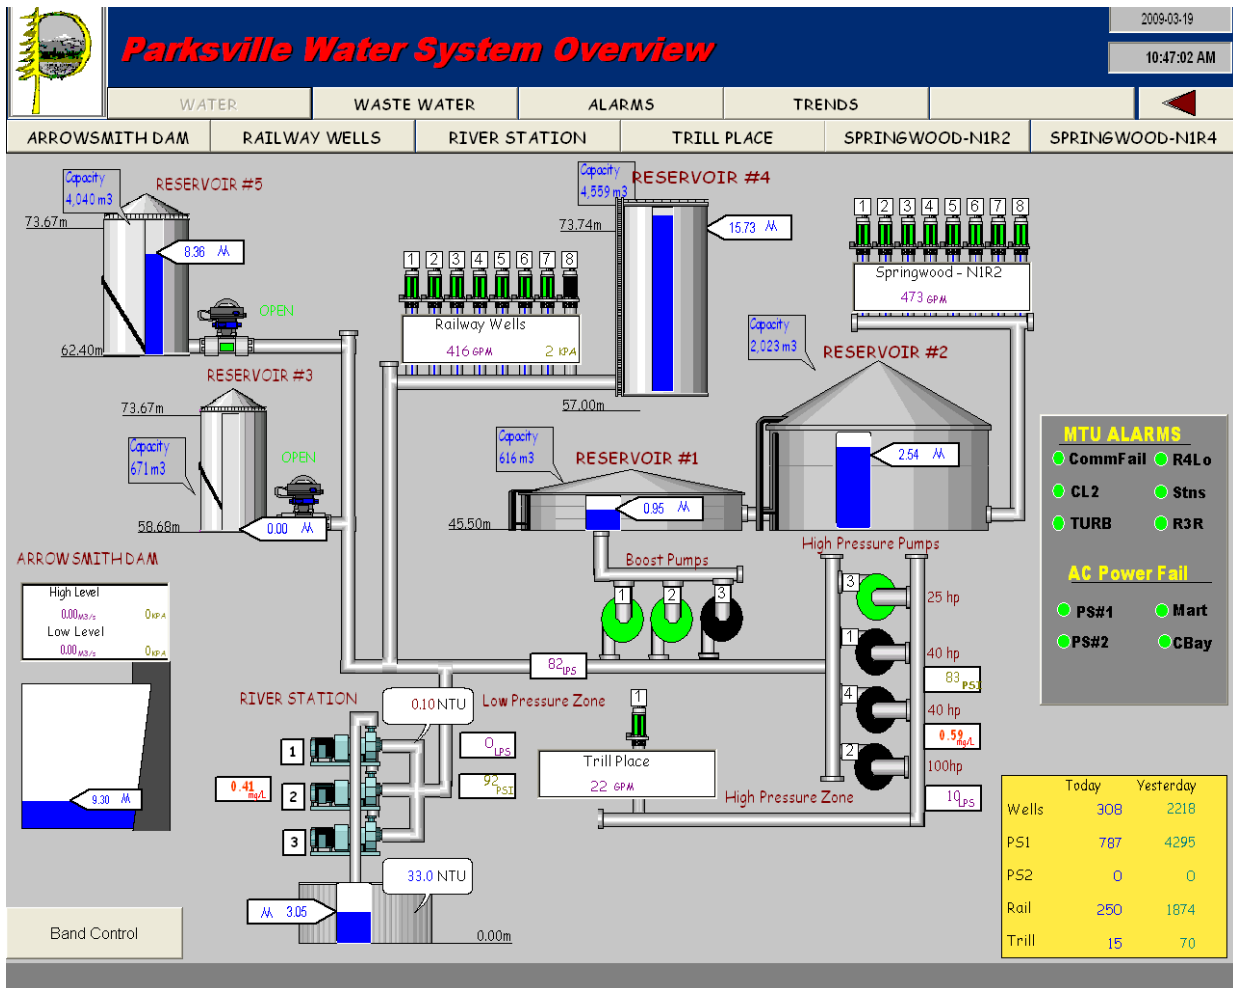 2009-03-19
Parksville Water System Overview
10:47:02 AM
WATER
WASTE WATER
ALARMS
TRENDS
ARROWSMITH DAM
RAILWAY WELLS
RIVER STATION
TRILL PLACE
SPRINGWOOD-N1R2
SPRINGWOOD-N1R4
Capacity
4,040 m3
RESERVOIR #5
73.67m
8.36 M
OPEN
62.40m
RESERVOIR #3
73.67m
Capacity
671 m3
OPEN
58.68m
0.00 M
1 2 3 4 5 6 7 8
Railway Wells
416 GPM 2 KPA
Capacity
4,559 m3
RESERVOIR #4
73.74m
15.73 M
57.00m
1 2 3 4 5 6 7 8
Springwood - N1R2
473 GPM
Capacity
2,023 m3
RESERVOIR #2
2.54 M
Capacity
616 m3
RESERVOIR #1
0.95 M
45.50m
MTU ALARMS
CommFail R4Lo
CL2 Stns
TURB R3R
AC Power Fail
PS#1 Mart
PS#2 CBay
ARROWSMITH DAM
High Level
0.00 M3/s 0 KPA
Low Level
0.00 M3/s 0 KPA
9.30 M
Boost Pumps
1 2 3
High Pressure Pumps
3 25 hp
1 40 hp
83 PSI
4 40 hp
0.59 mg/L
2 100hp
10 LPS
82 LPS
RIVER STATION
0.10 NTU
Low Pressure Zone
1
0 LPS
0.41 mg/L
2
92 PSI
3
33.0 NTU
M 3.05
0.00m
1
Trill Place
22 GPM
High Pressure Zone
Today Yesterday
Wells 308 2218
PS1 787 4295
PS2 0 0
Rail 250 1874
Trill 15 70
Band Control